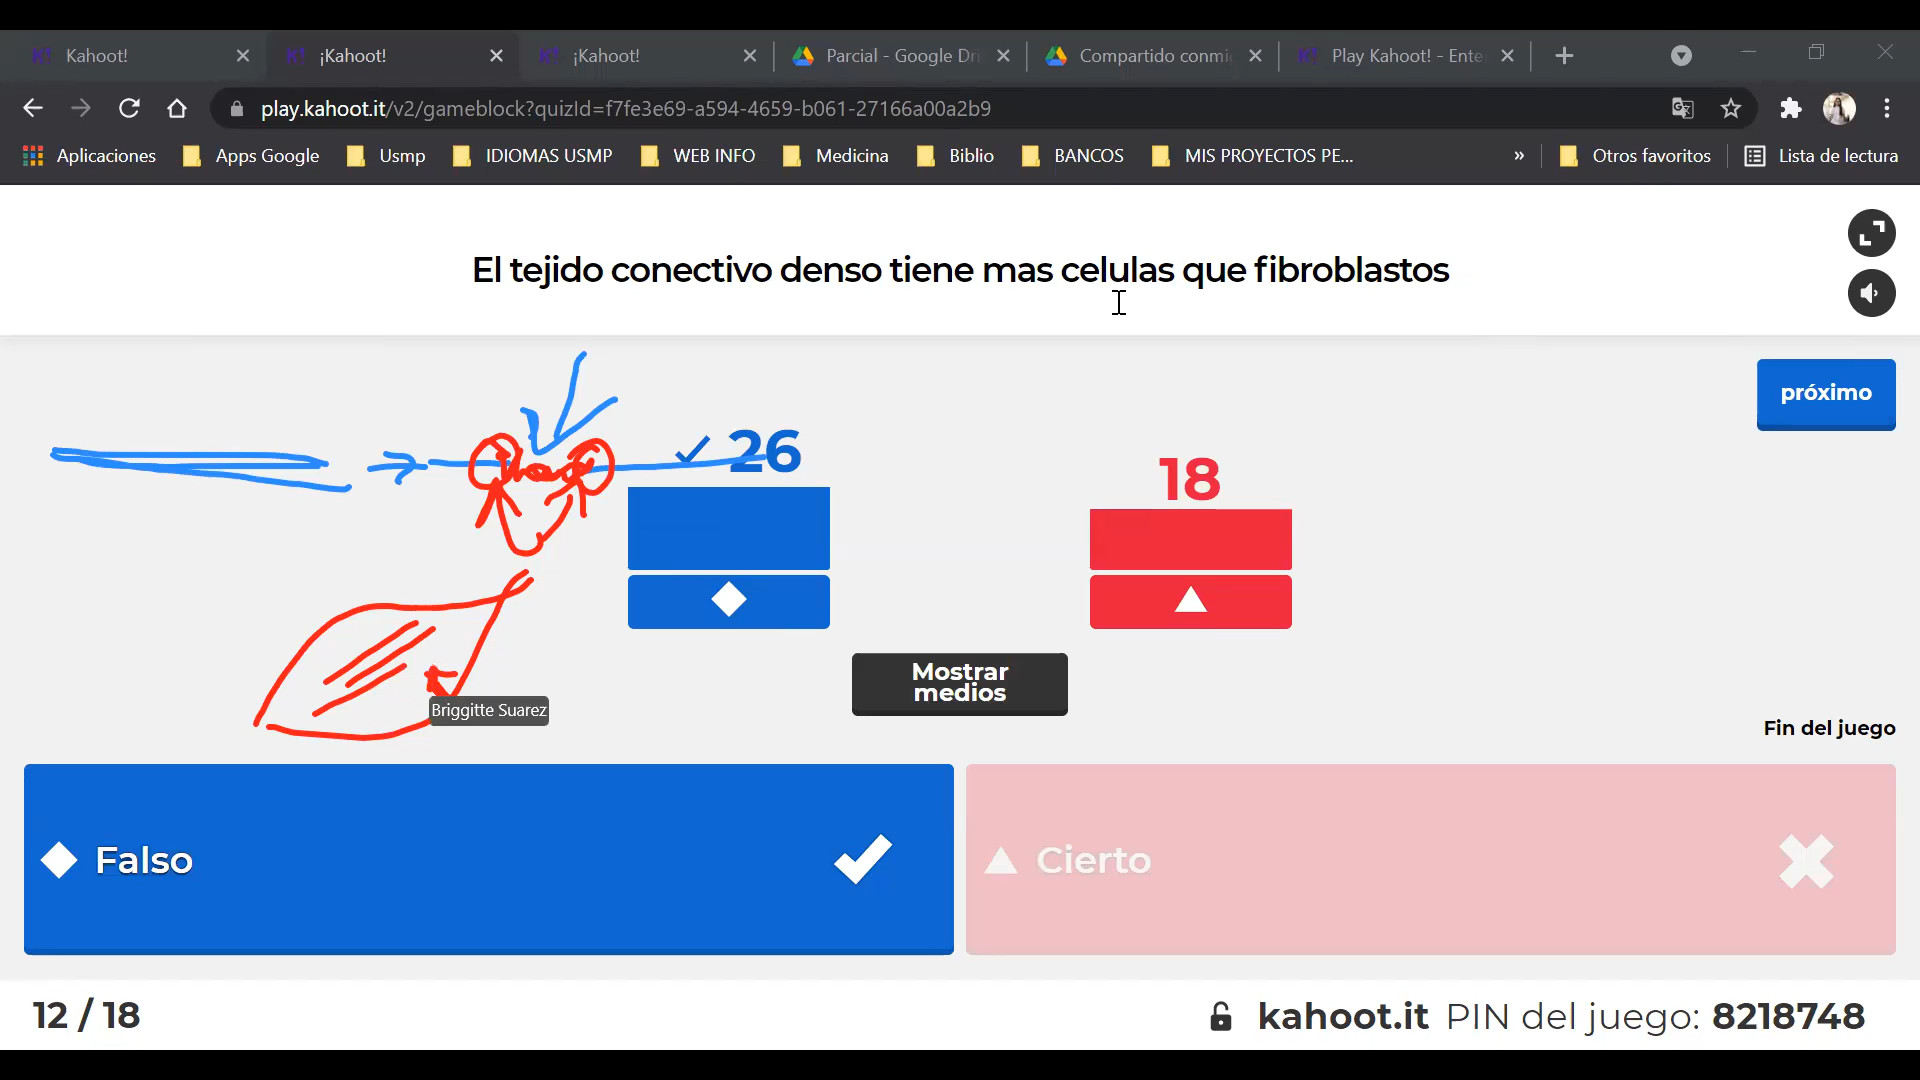 Kahoot!
¡Kahoot!
¡Kahoot!
Parcial - Google Dri
Compartido conmi
Play Kahoot! - Ente
play.kahoot.it/v2/gameblock?quizId=f7fe3e69-a594-4659-b061-27166a00a2b9
Aplicaciones
Apps Google
Usmp
IDIOMAS USMP
WEB INFO
Medicina
Biblio
BANCOS
MIS PROYECTOS PE...
»
Otros favoritos
Lista de lectura
El tejido conectivo denso tiene mas celulas que fibroblastos
próximo
26
18
Mostrar
medios
Briggitte Suarez
Fin del juego
Falso
Cierto
12 / 18
kahoot.it PIN del juego: 8218748